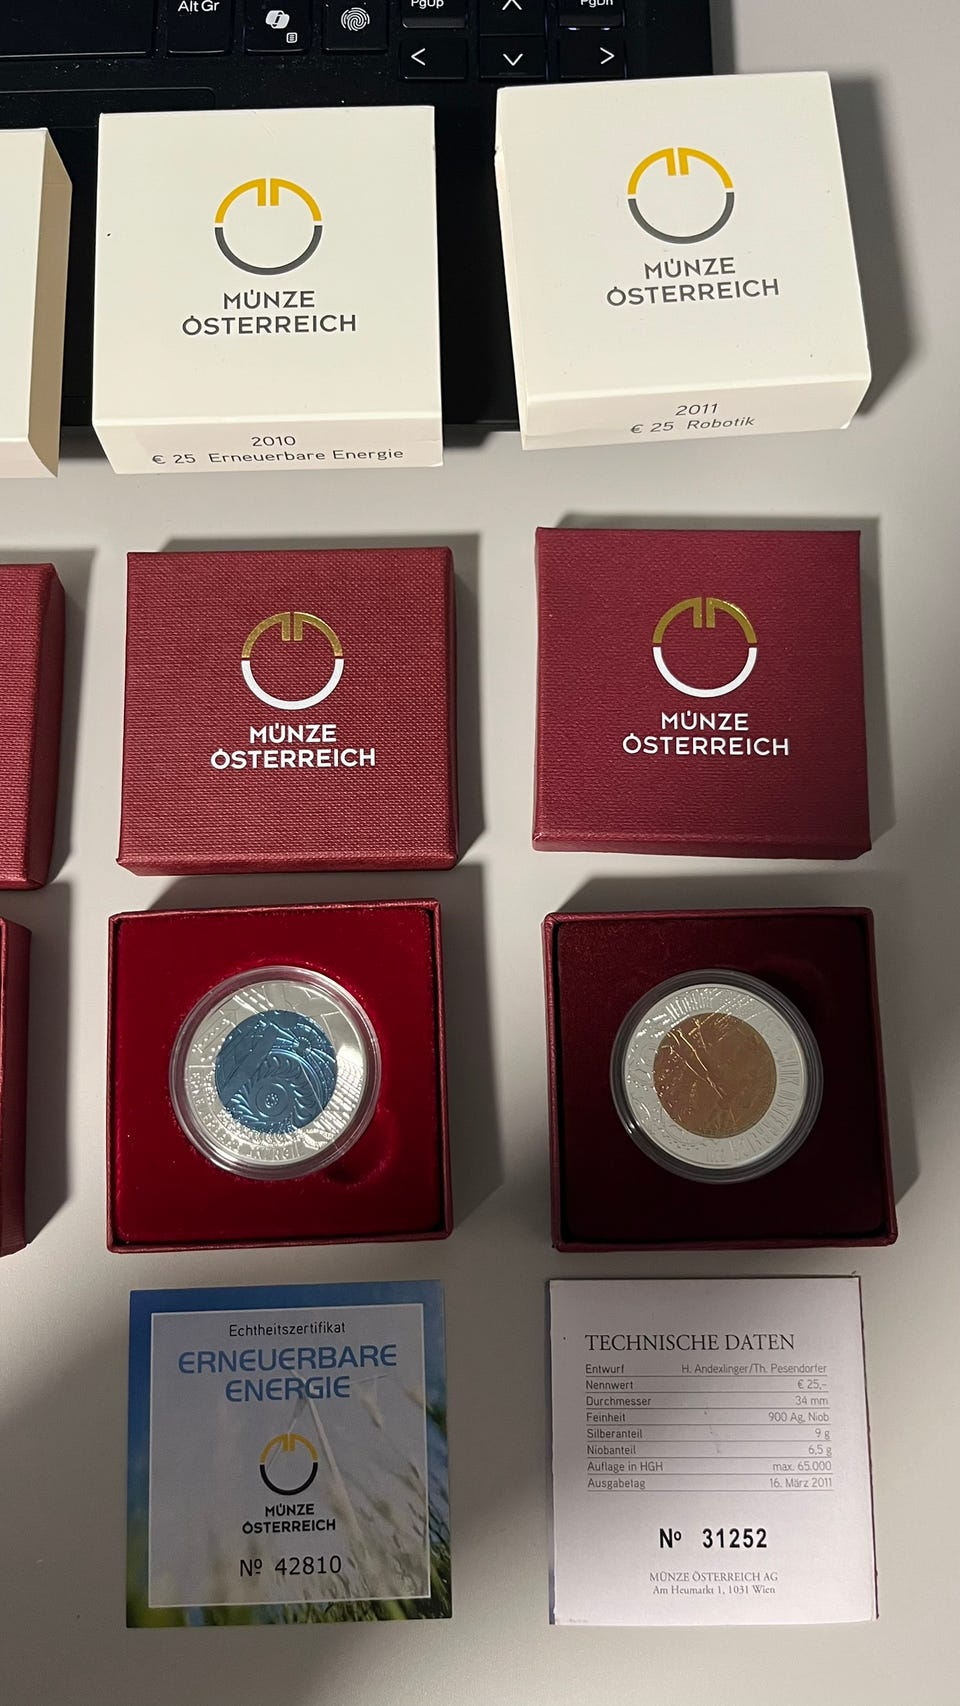 Alt Gr
PgUp
PgDn
MÜNZE
ÖSTERREICH
2010
€ 25 Erneuerbare Energie
MÜNZE
ÖSTERREICH
2011
€ 25 Robotik
MÜNZE
ÖSTERREICH
MÜNZE
ÖSTERREICH
Echtheitszertifikat
ERNEUERBARE
ENERGIE
MÜNZE
ÖSTERREICH
Nº 42810
TECHNISCHE DATEN
Entwurf H. Andexlinger/Th. Pesendorfer
Nennwert € 25,-
Durchmesser 34 mm
Feinheit 900 Ag, Niob
Silberanteil 9 g
Niobanteil 6,5 g
Auflage in HGH max. 65.000
Ausgabetag 16. März 2011
Nº 31252
MÜNZE ÖSTERREICH AG
Am Heumarkt 1, 1031 Wien